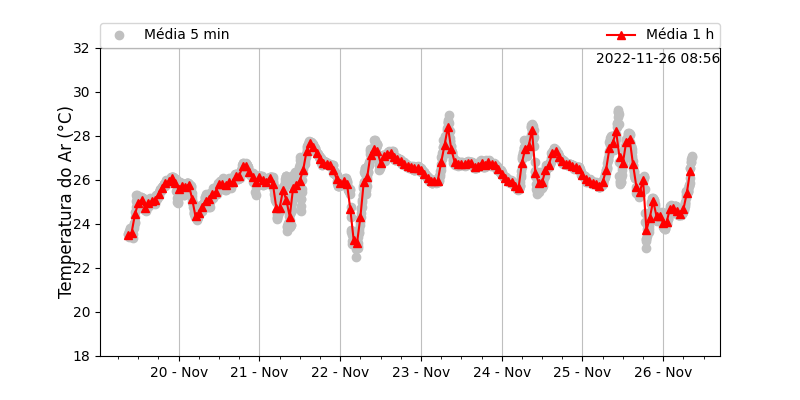 Média 5 min
Média 1 h
2022-11-26 08:56
Temperatura do Ar (°C)
32
30
28
26
24
22
20
18
20 - Nov
21 - Nov
22 - Nov
23 - Nov
24 - Nov
25 - Nov
26 - Nov